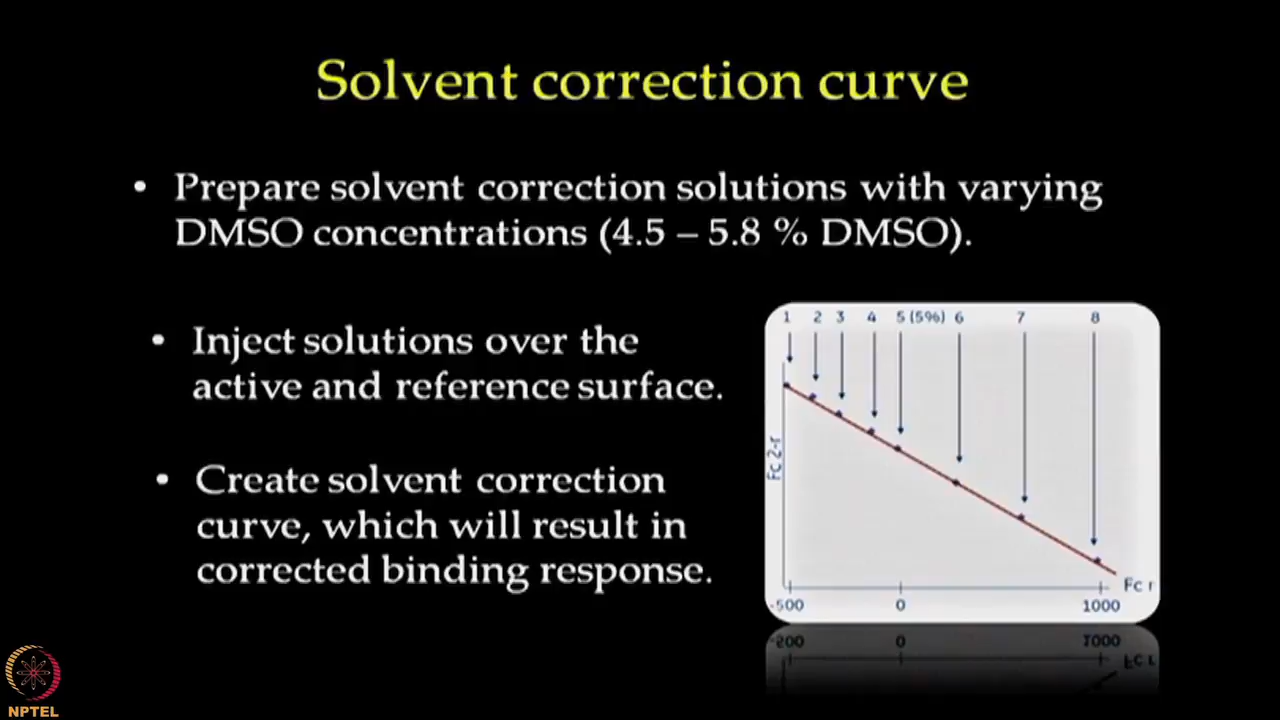 Solvent correction curve
• Prepare solvent correction solutions with varying
DMSO concentrations (4.5 – 5.8 % DMSO).
• Inject solutions over the
active and reference surface.
• Create solvent correction
curve, which will result in
corrected binding response.
1 2 3 4 5 (5%) 6 7 8
Fc 2-r
Fc r
-500 0 1000
NPTEL